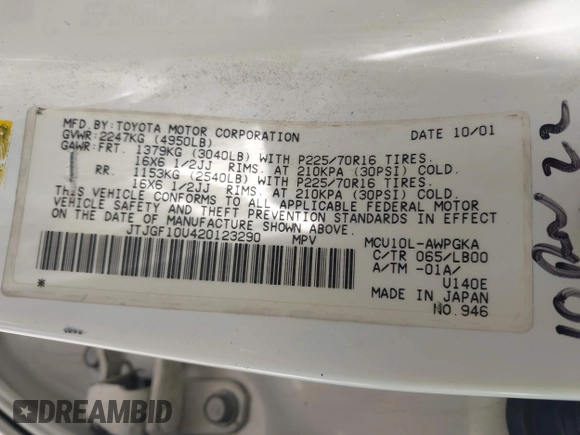 MFD.BY:TOYOTA MOTOR CORPORATION DATE 10/01
GVWR:2247KG (4950LB)
GAWR:FRT. 1379KG (3040LB) WITH P225/70R16 TIRES.
16X6 1/2JJ RIMS. AT 210KPA (30PSI) COLD.
RR. 1153KG (2540LB) WITH P225/70R16 TIRES.
16X6 1/2JJ RIMS. AT 210KPA (30PSI) COLD.
THIS VEHICLE CONFORMS TO ALL APPLICABLE FEDERAL MOTOR
VEHICLE SAFETY AND THEFT PREVENTION STANDARDS IN EFFECT
ON THE DATE OF MANUFACTURE SHOWN ABOVE.
JTJGF10U420123290 MPV
MCU10L-AWPGKA
C/TR 065/LB00
A/TM -01A/
U140E
MADE IN JAPAN
NO.946
DREAMBID